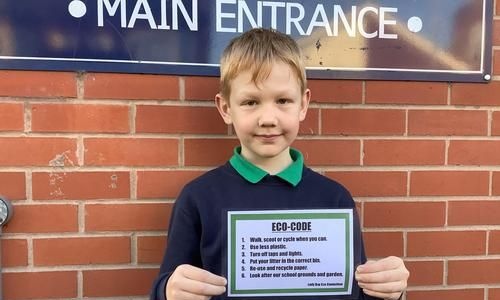 MAIN ENTRANCE
ECO-CODE
1. Walk, scoot or cycle when you can.
2. Use less plastic.
3. Turn off taps and lights.
4. Put your litter in the correct bin.
5. Re-use and recycle paper.
6. Look after our school grounds and garden.
Lady Bay Eco Committee